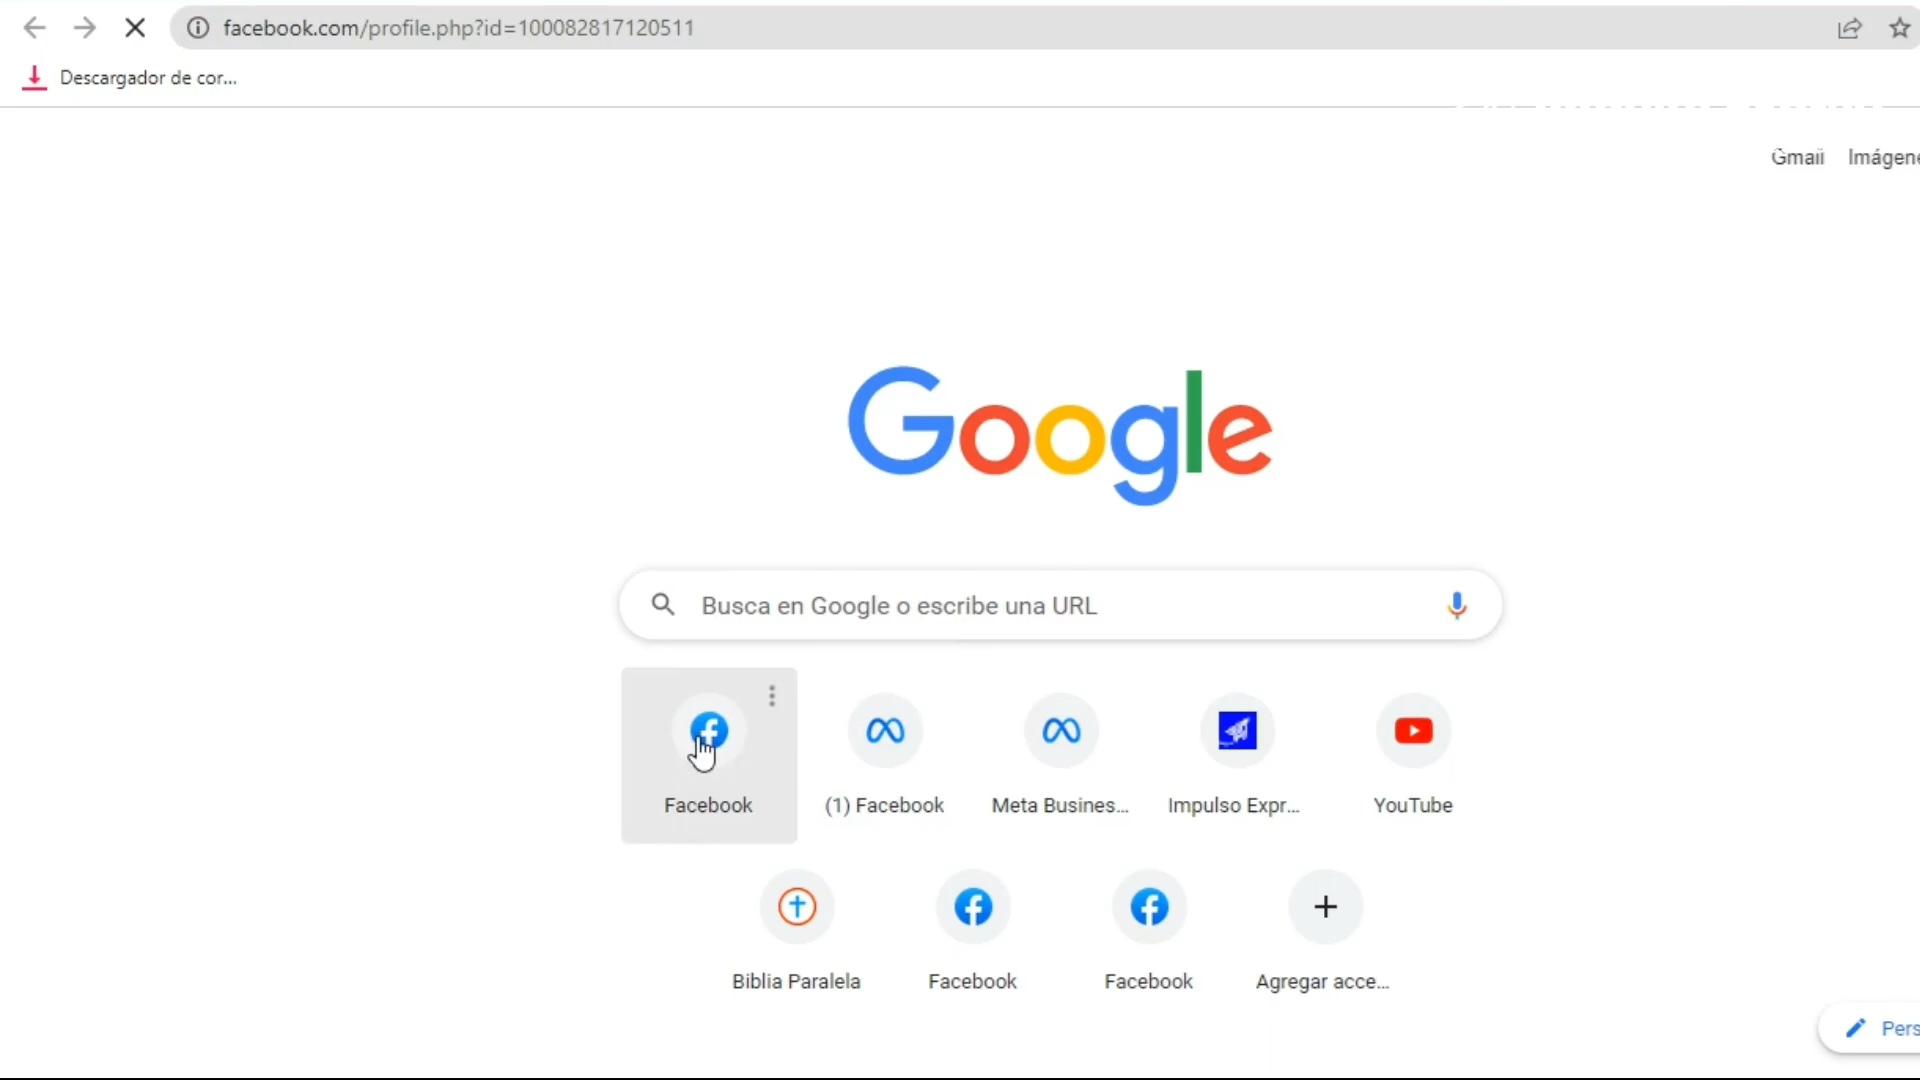 facebook.com/profile.php?id=100082817120511
Descargador de cor...
Gmail Imágene
Google
Busca en Google o escribe una URL
Facebook (1) Facebook Meta Busines... Impulso Expr... YouTube
Biblia Paralela Facebook Facebook Agregar acce...
Pers